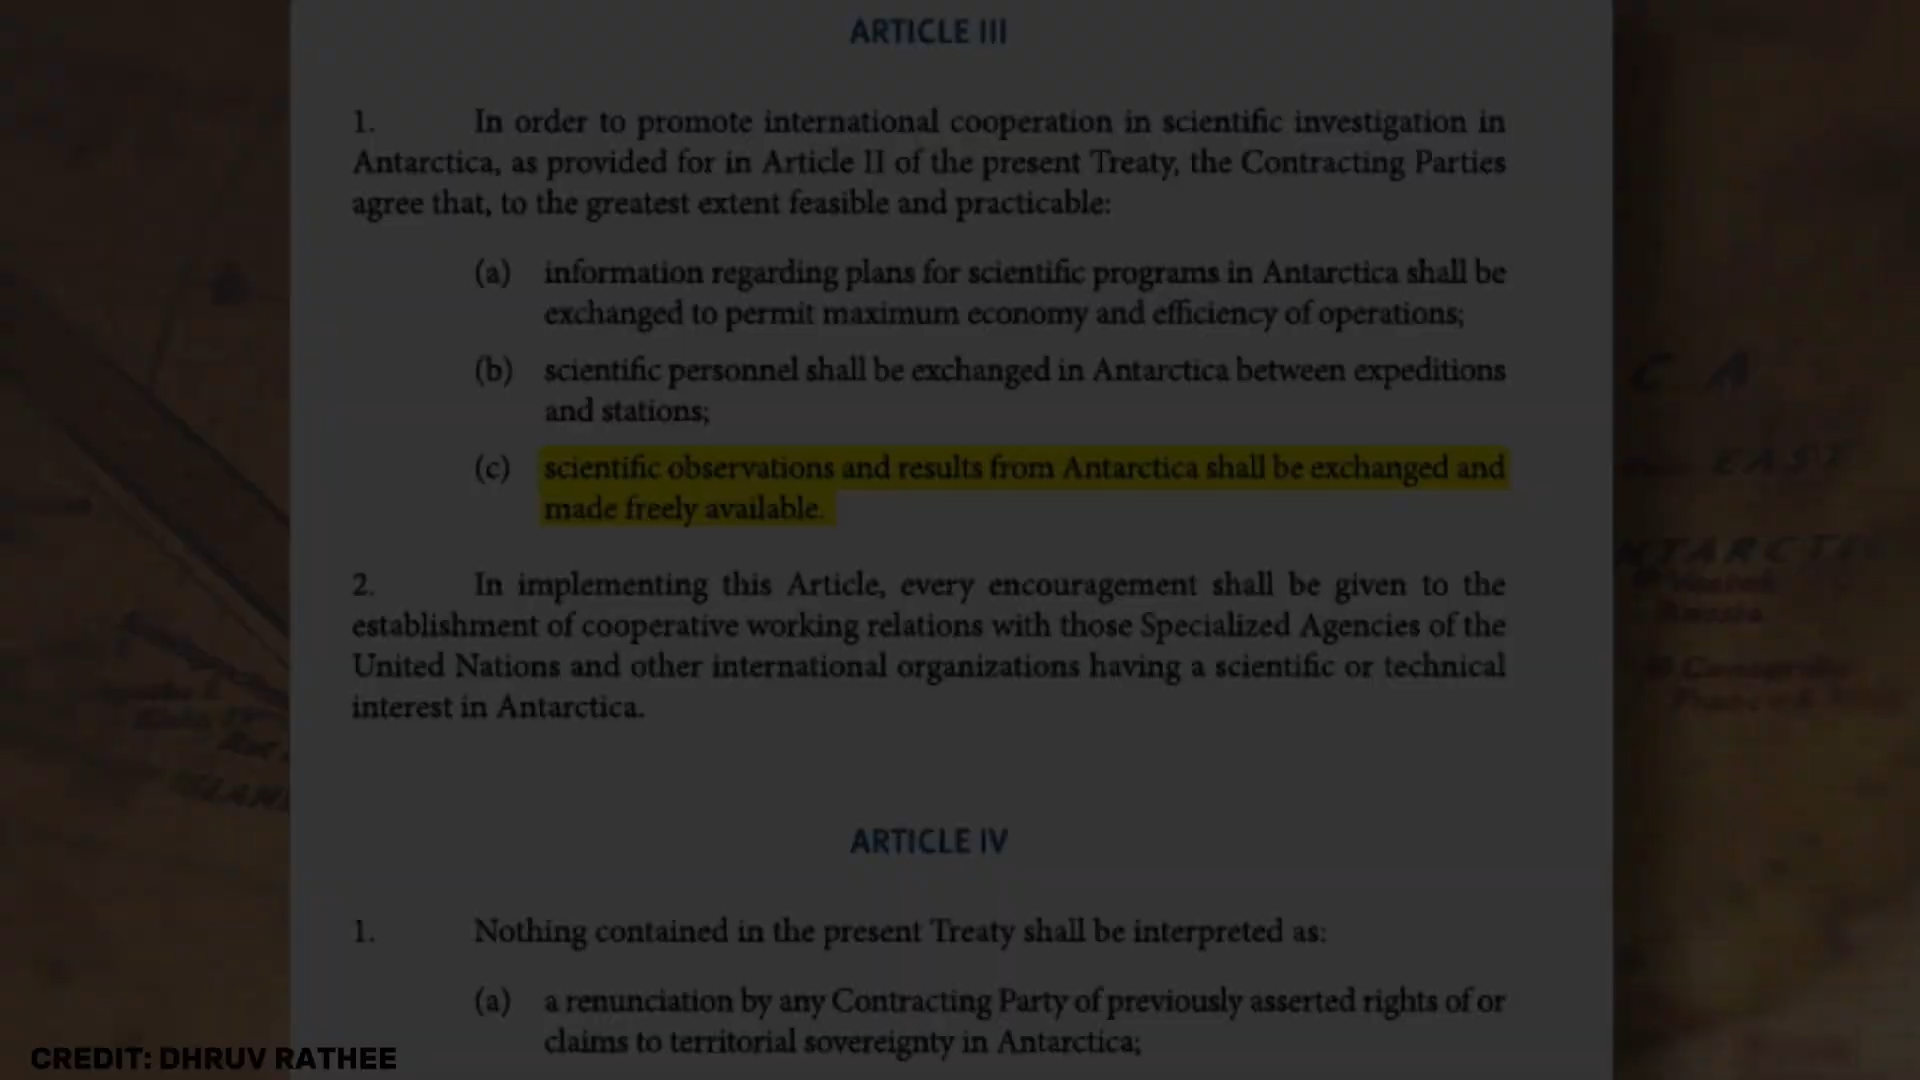 ARTICLE III
1. In order to promote international cooperation in scientific investigation in
Antarctica, as provided for in Article II of the present Treaty, the Contracting Parties
agree that, to the greatest extent feasible and practicable:
(a) information regarding plans for scientific programs in Antarctica shall be
exchanged to permit maximum economy and efficiency of operations;
(b) scientific personnel shall be exchanged in Antarctica between expeditions
and stations;
(c) scientific observations and results from Antarctica shall be exchanged and
made freely available.
2. In implementing this Article, every encouragement shall be given to the
establishment of cooperative working relations with those Specialized Agencies of the
United Nations and other international organizations having a scientific or technical
interest in Antarctica.
ARTICLE IV
1. Nothing contained in the present Treaty shall be interpreted as:
(a) a renunciation by any Contracting Party of previously asserted rights of or
claims to territorial sovereignty in Antarctica;
C A
EAST
CREDIT: DHRUV RATHEE